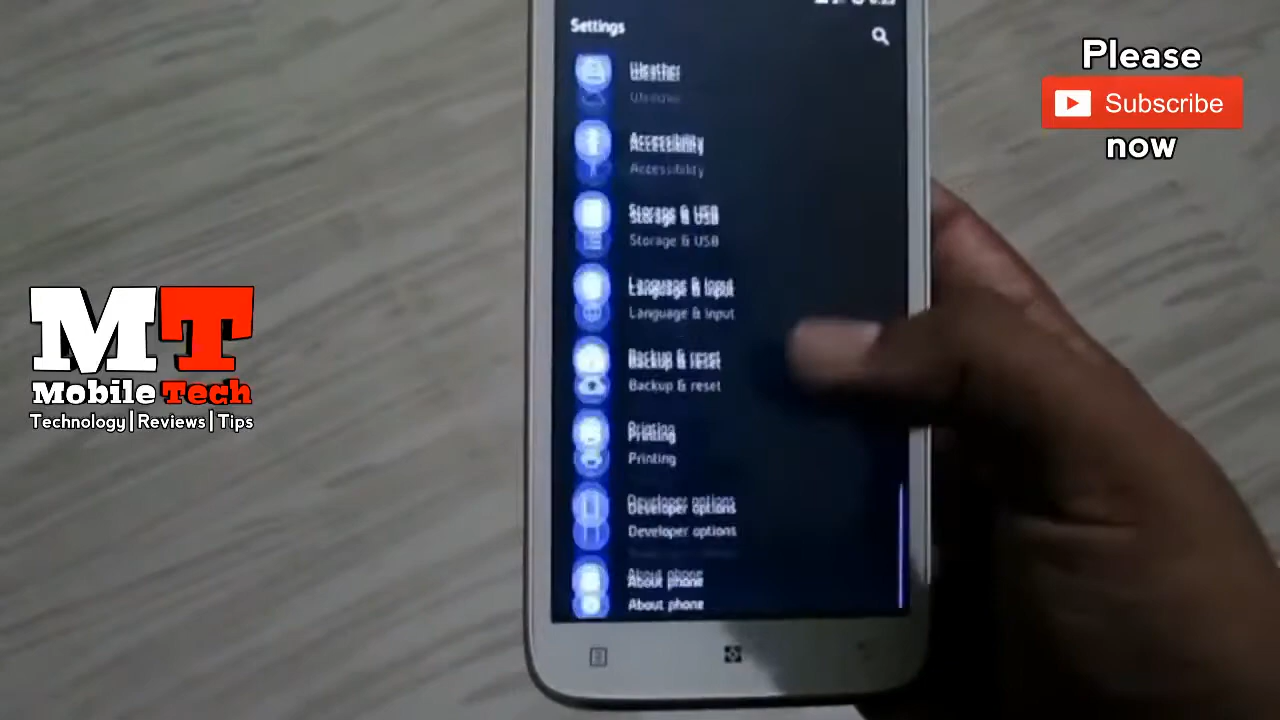 Settings
Weather
Accessibility
Storage & USB
Language & input
Backup & reset
Printing
Developer options
About phone
Please
Subscribe
now
MT
Mobile Tech
Technology | Reviews | Tips